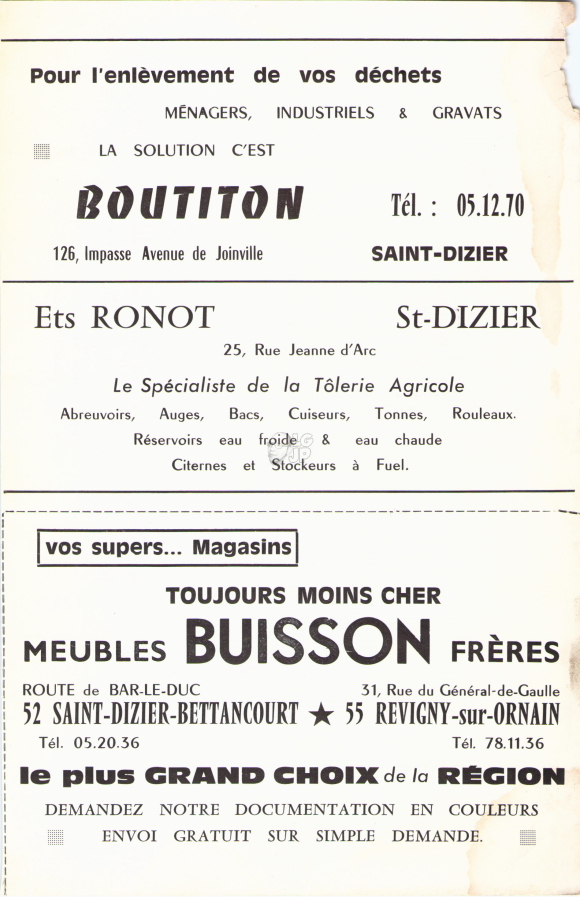 Pour l'enlèvement de vos déchets
MÉNAGERS, INDUSTRIELS & GRAVATS
LA SOLUTION C'EST
BOUTITON Tél. : 05.12.70
126, Impasse Avenue de Joinville SAINT-DIZIER
Ets RONOT St-DIZIER
25, Rue Jeanne d'Arc
Le Spécialiste de la Tôlerie Agricole
Abreuvoirs, Auges, Bacs, Cuiseurs, Tonnes, Rouleaux.
Réservoirs eau froide & eau chaude
Citernes et Stockeurs à Fuel.
vos supers... Magasins
TOUJOURS MOINS CHER
MEUBLES BUISSON FRÈRES
ROUTE de BAR-LE-DUC 31, Rue du Général-de-Gaulle
52 SAINT-DIZIER-BETTANCOURT ★ 55 REVIGNY-sur-ORNAIN
Tél. 05.20.36 Tél. 78.11.36
le plus GRAND CHOIX de la RÉGION
DEMANDEZ NOTRE DOCUMENTATION EN COULEURS
ENVOI GRATUIT SUR SIMPLE DEMANDE.